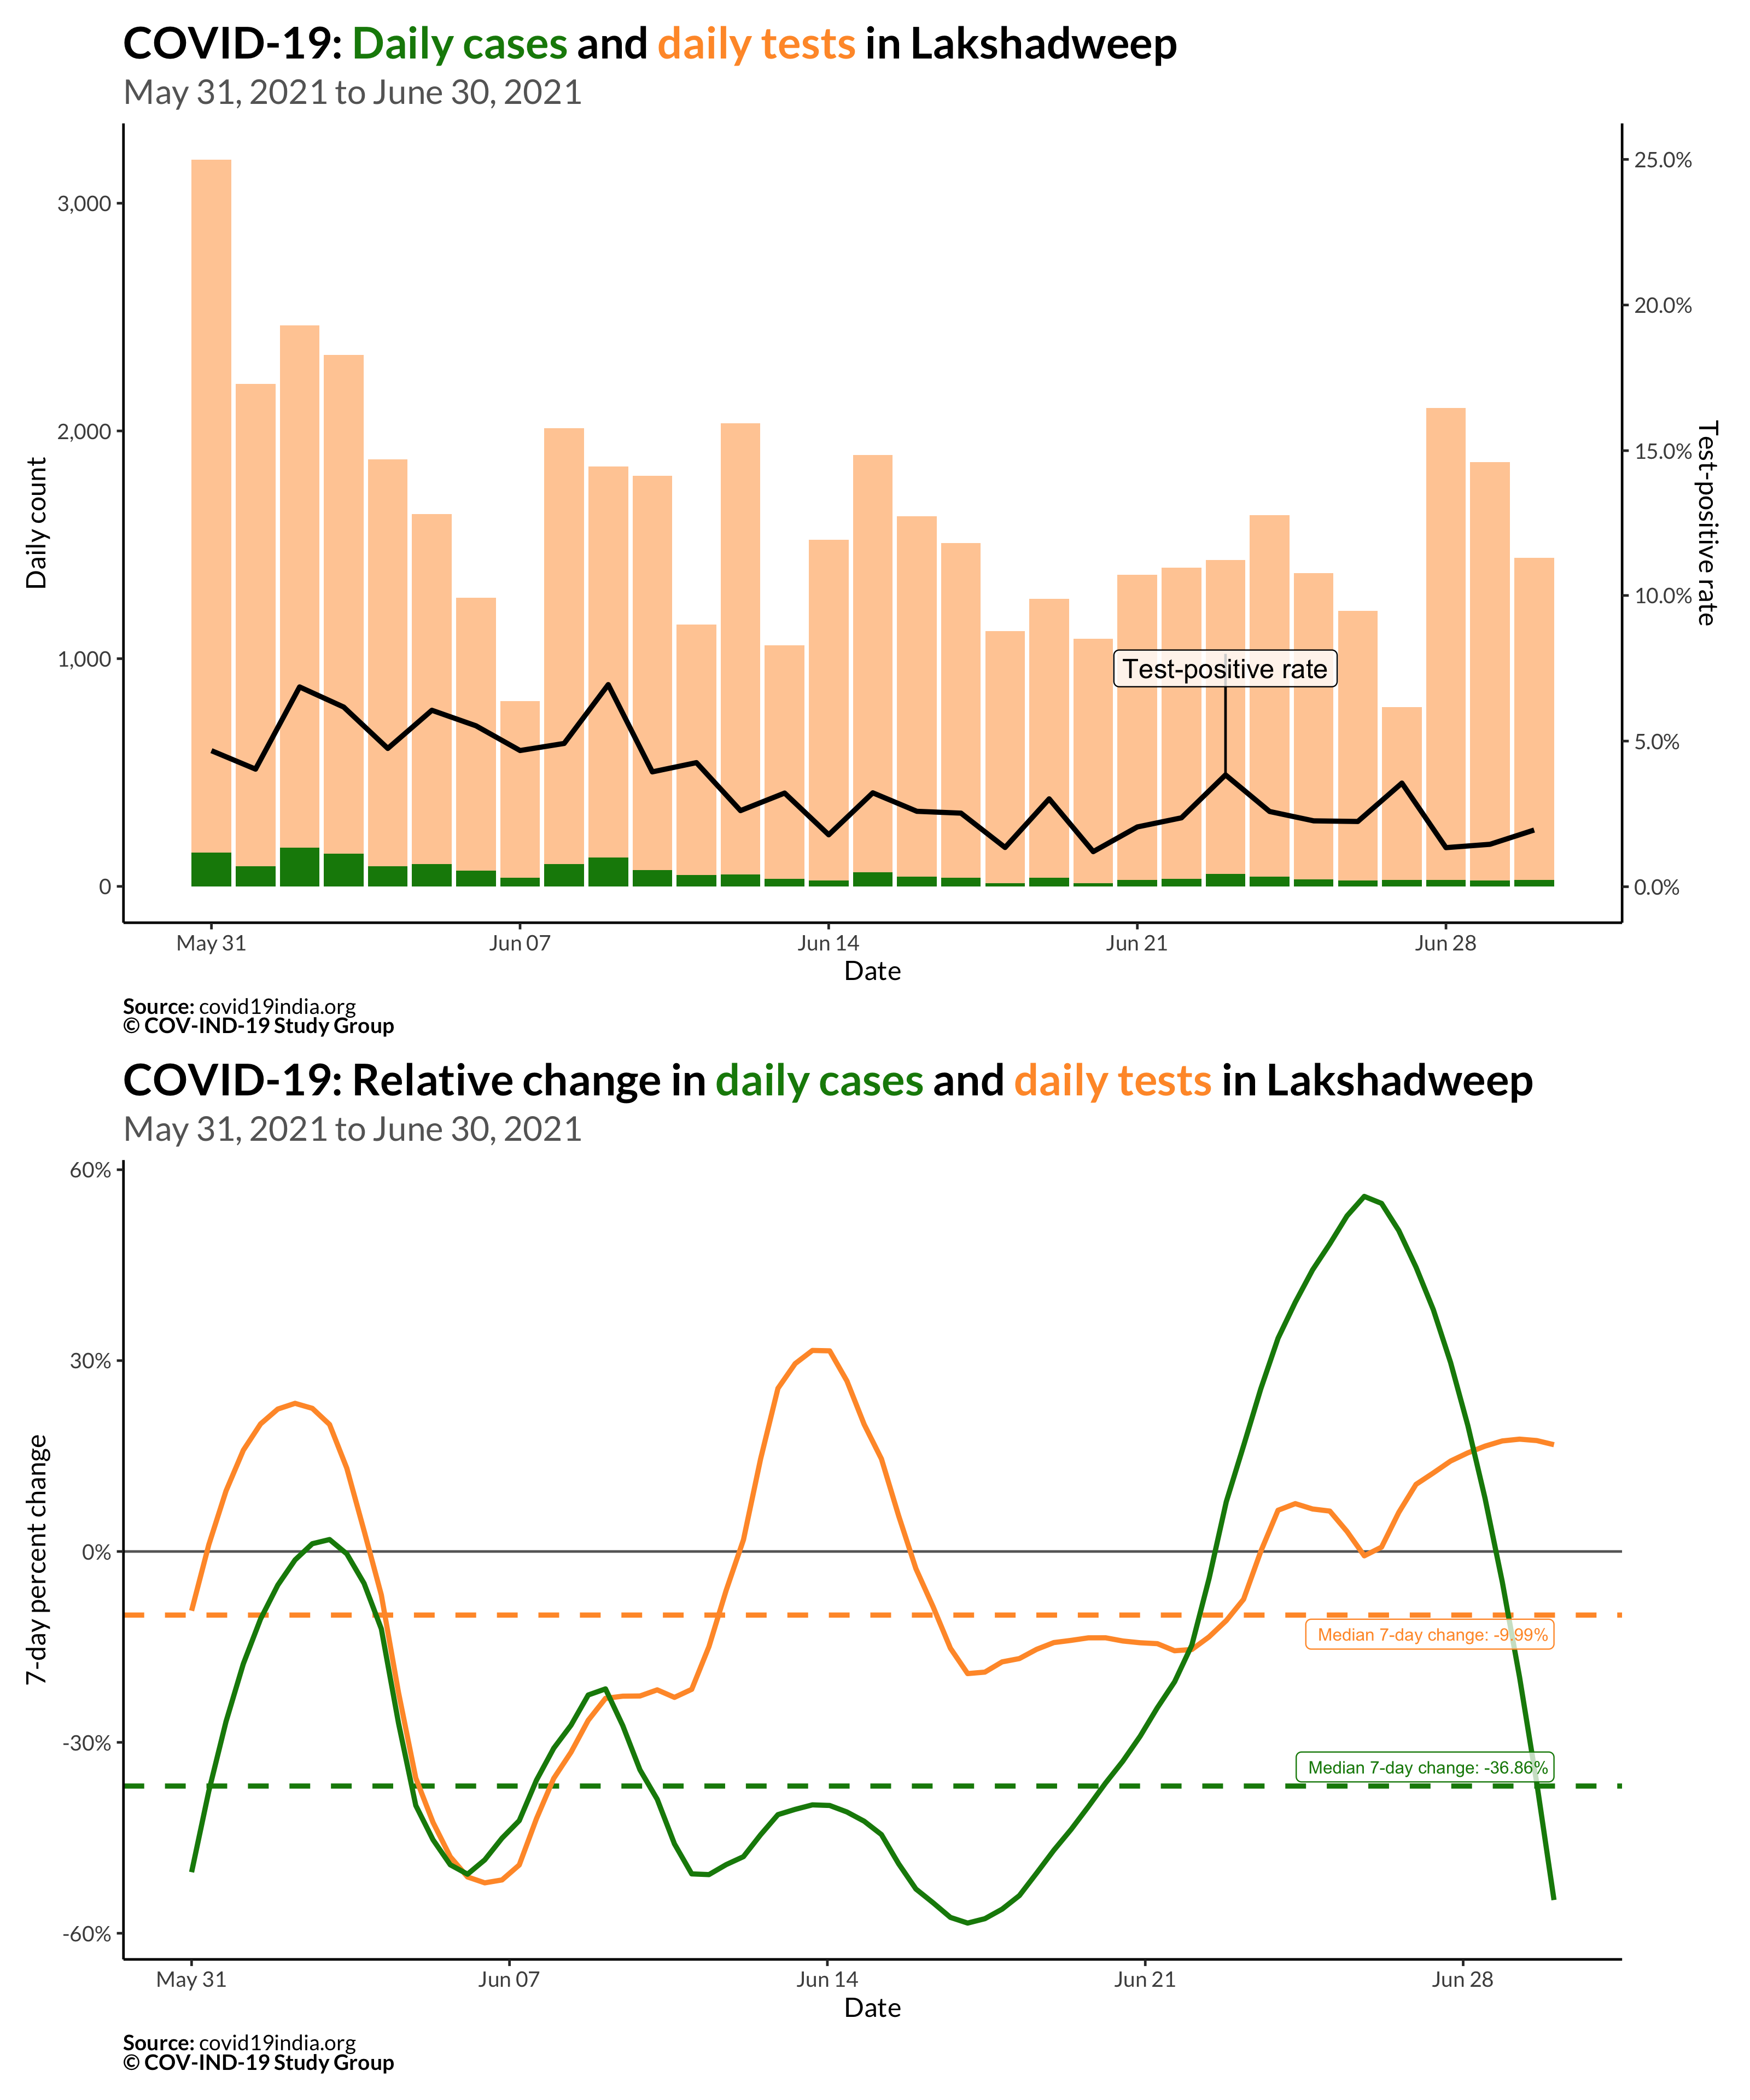 COVID-19: Daily cases and daily tests in Lakshadweep
May 31, 2021 to June 30, 2021
Daily count
3,000
2,000
1,000
0
25.0%
20.0%
15.0%
10.0%
5.0%
0.0%
Test-positive rate
Test-positive rate
May 31
Jun 07
Jun 14
Jun 21
Jun 28
Date
Source: covid19india.org
© COV-IND-19 Study Group
COVID-19: Relative change in daily cases and daily tests in Lakshadweep
May 31, 2021 to June 30, 2021
7-day percent change
60%
30%
0%
-30%
-60%
Median 7-day change: -9.99%
Median 7-day change: -36.86%
May 31
Jun 07
Jun 14
Jun 21
Jun 28
Date
Source: covid19india.org
© COV-IND-19 Study Group